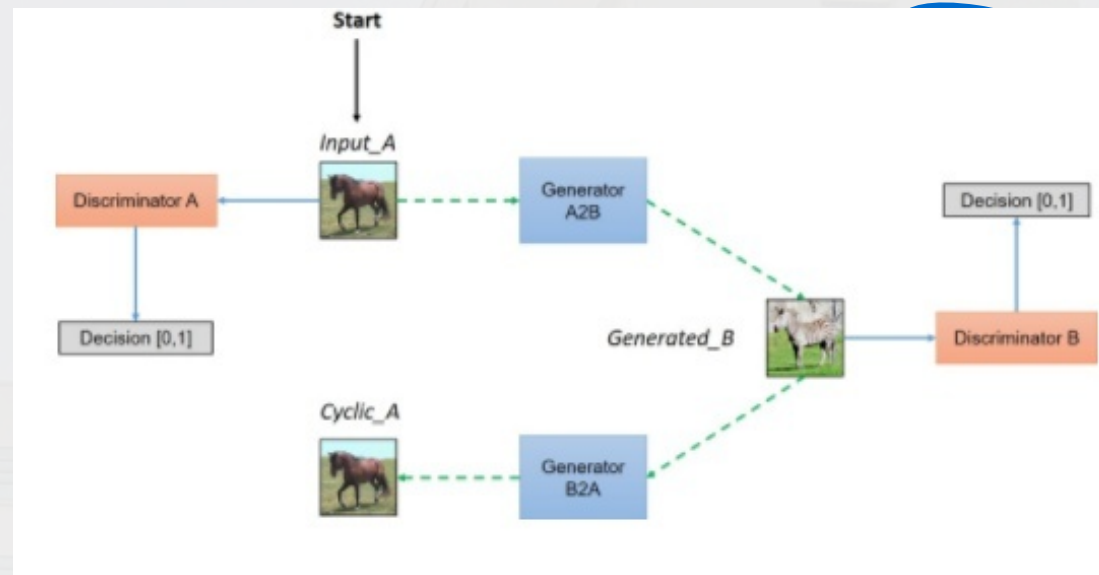 Start
Input_A
Generator
A2B
Discriminator A
Decision [0,1]
Decision [0,1]
Generated_B
Discriminator B
Cyclic_A
Generator
B2A